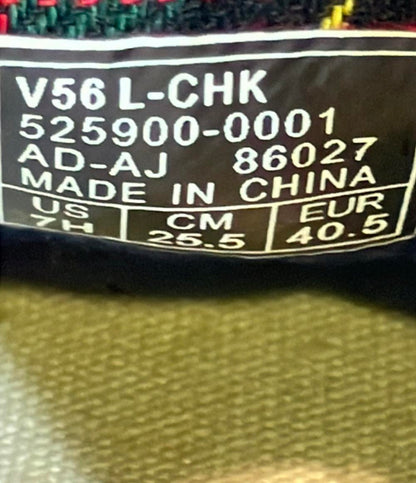 V56 L-CHK
525900-0001
AD-AJ 86027
MADE IN CHINA
US CM EUR
7H 25.5 40.5